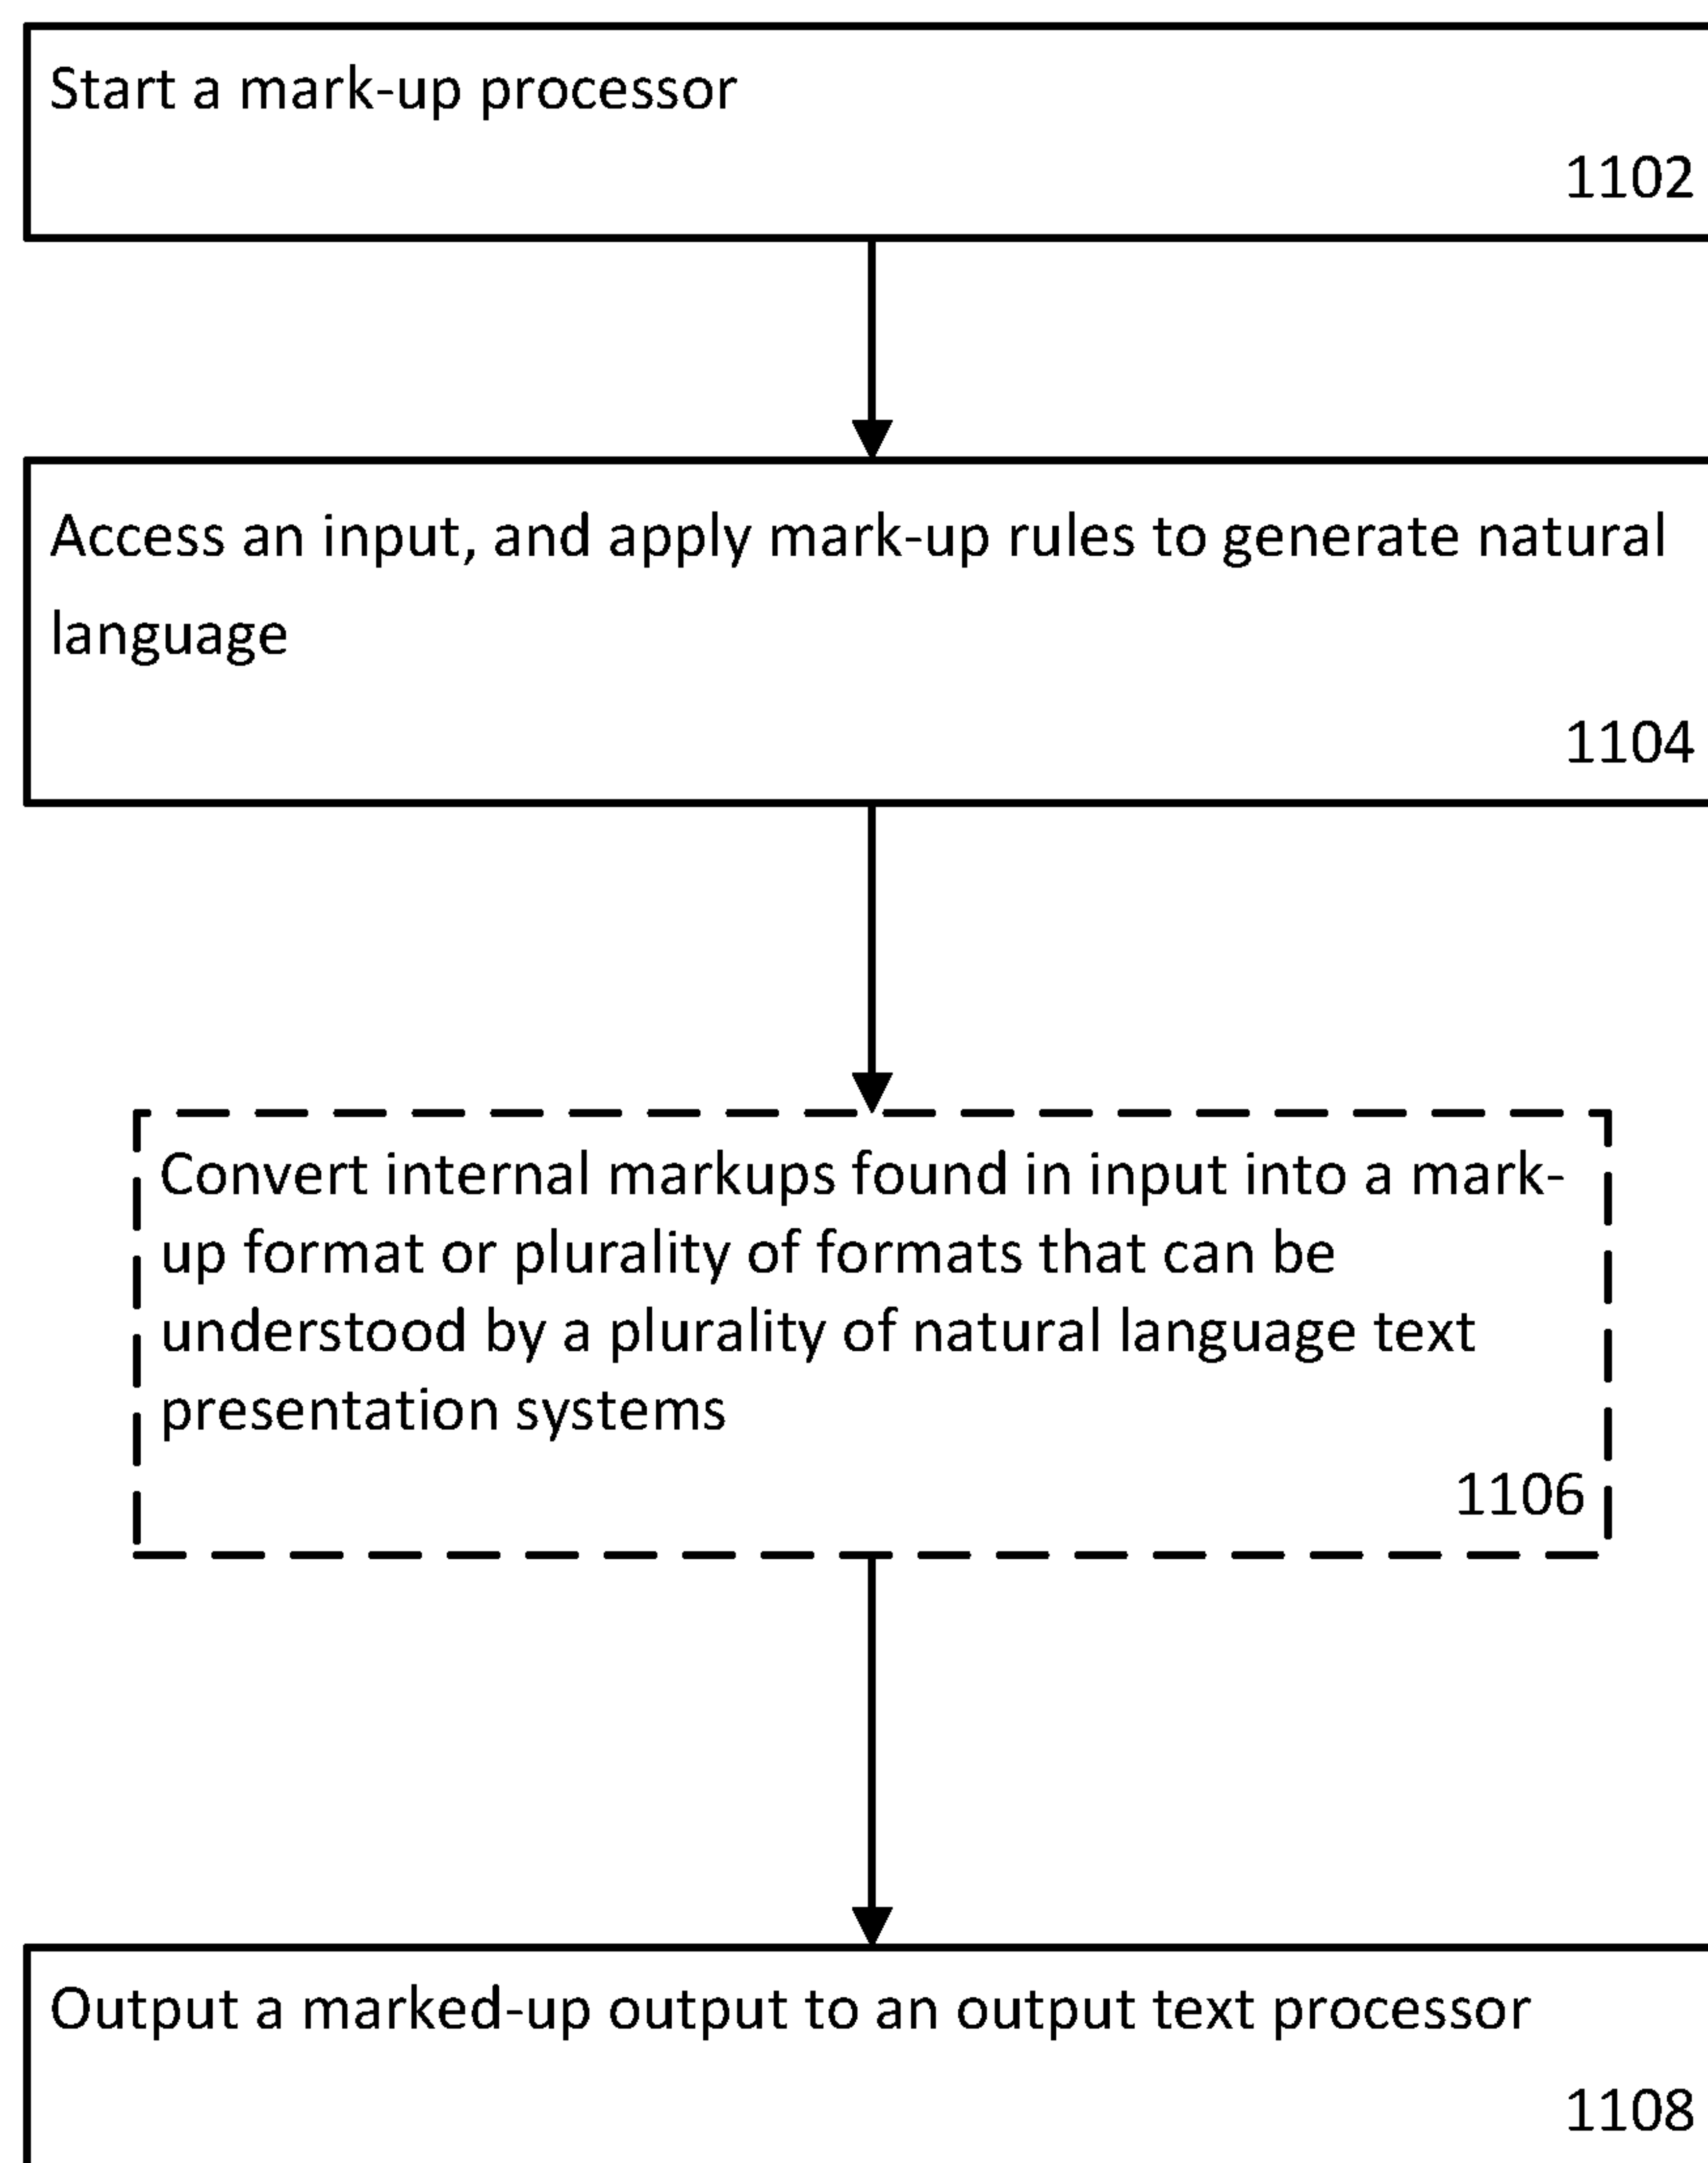 Start a mark-up processor
1102
Access an input, and apply mark-up rules to generate natural
language
1104
Convert internal markups found in input into a mark-
up format or plurality of formats that can be
understood by a plurality of natural language text
presentation systems
1106
Output a marked-up output to an output text processor
1108